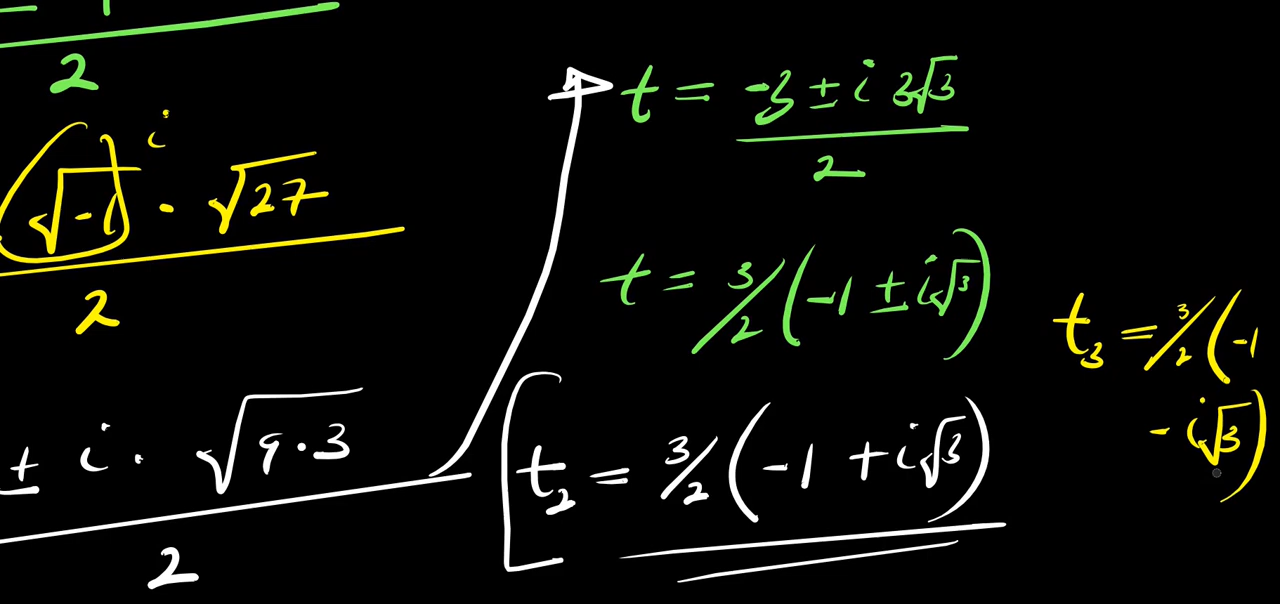 2
√-1 i · √27
2
± i · √9·3
2
t = -3 ± i 3√3
2
t = 3/2 (-1 ± i√3)
t₂ = 3/2 (-1 + i√3)
t₃ = 3/2 (-1
- i√3)